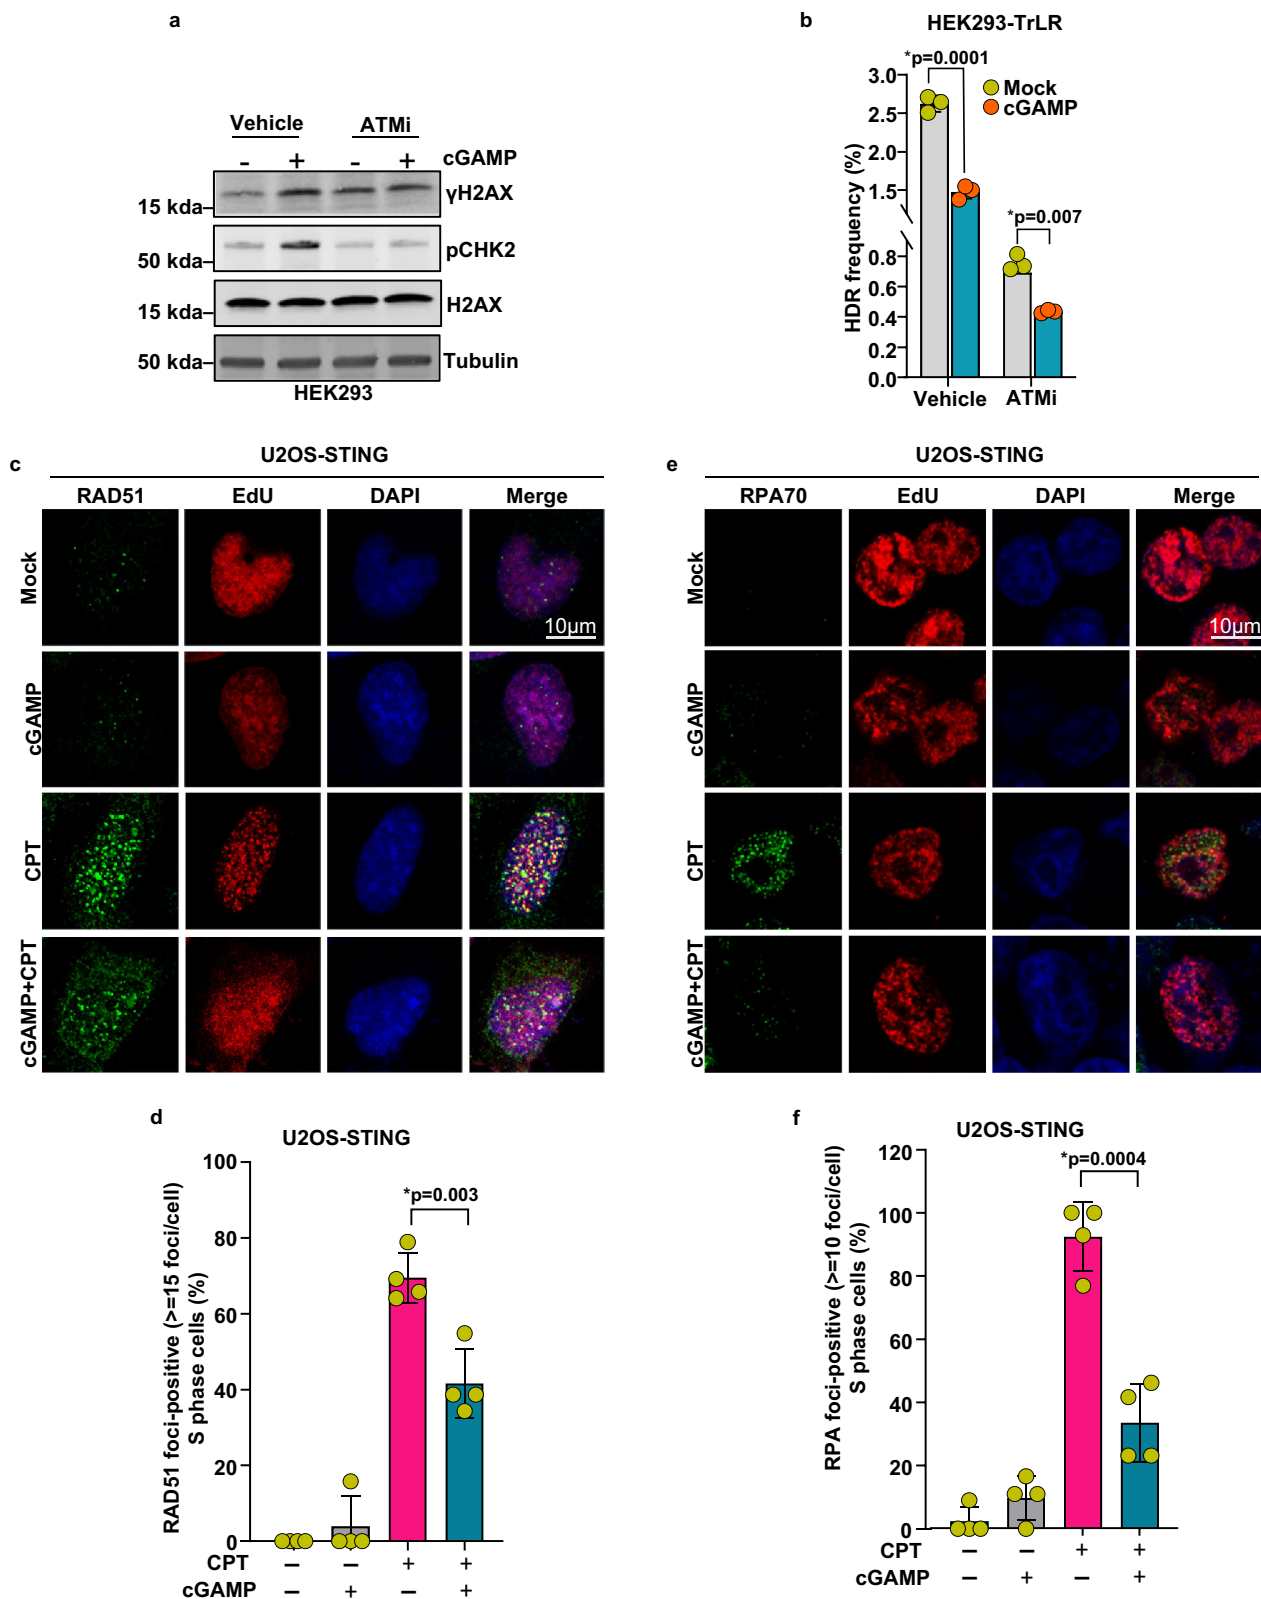 a
Vehicle ATMi
- + - + cGAMP
γH2AX
15 kda
pCHK2
50 kda
H2AX
15 kda
50 kda Tubulin
HEK293
b
HEK293-TrLR
*p=0.0001
Mock
cGAMP
*p=0.007
HDR frequency (%)
3.0
2.5
2.0
1.5
0.8
0.6
0.4
0.2
0.0
Vehicle ATMi
c
U2OS-STING
RAD51 EdU DAPI Merge
Mock
10µm
cGAMP
CPT
cGAMP+CPT
e
U2OS-STING
RPA70 EdU DAPI Merge
Mock
10µm
cGAMP
CPT
cGAMP+CPT
d
U2OS-STING
*p=0.003
RAD51 foci-positive (>=15 foci/cell)
S phase cells (%)
100
80
60
40
20
0
CPT − − + +
cGAMP − + − +
f
U2OS-STING
*p=0.0004
RPA foci-positive (>=10 foci/cell)
S phase cells (%)
120
100
80
60
40
20
0
CPT − − + +
cGAMP − + − +